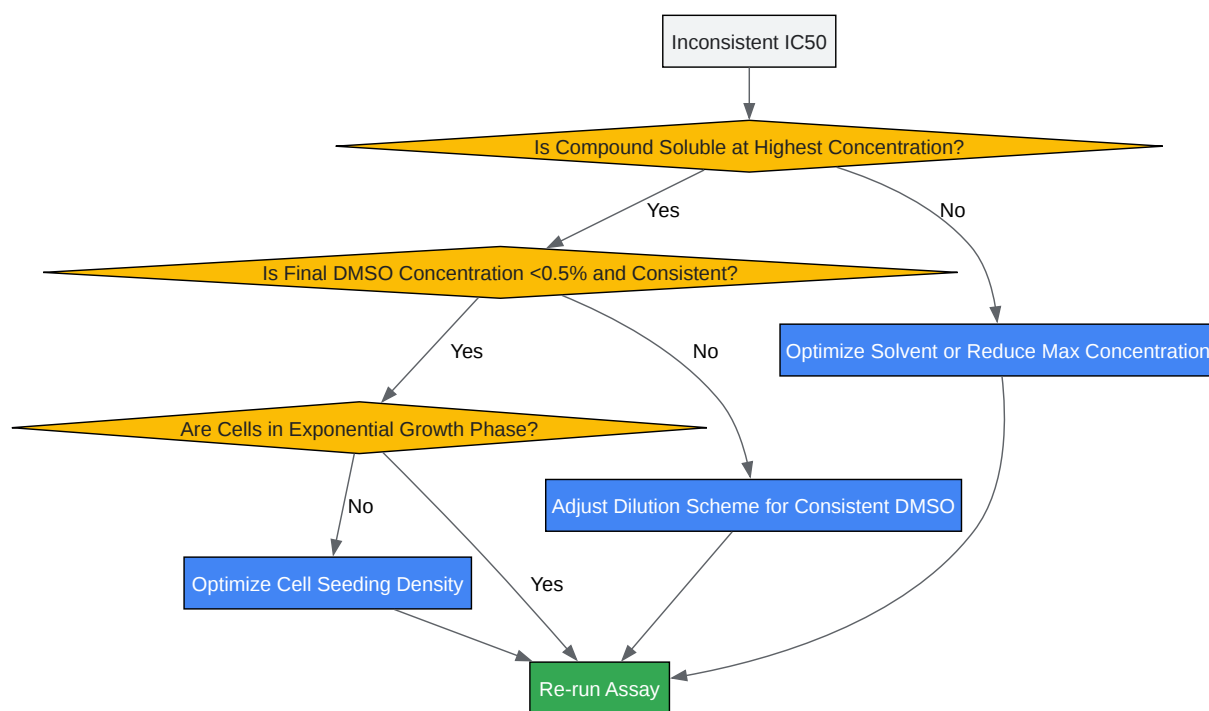 Inconsistent IC50
Is Compound Soluble at Highest Concentration?
Yes
No
Is Final DMSO Concentration <0.5% and Consistent?
Yes
No
Optimize Solvent or Reduce Max Concentration
Are Cells in Exponential Growth Phase?
No
Yes
Adjust Dilution Scheme for Consistent DMSO
Optimize Cell Seeding Density
Re-run Assay